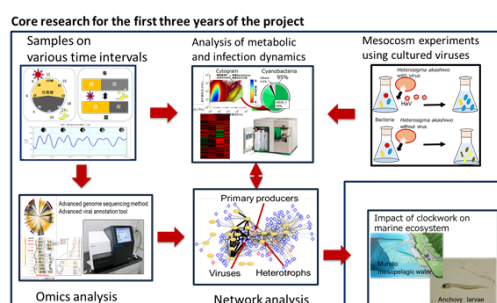 Core research for the first three years of the project
Samples on
various time intervals
Analysis of metabolic
and infection dynamics
Mesocosm experiments
using cultured viruses
Cytogram
Cyanobacteria
95%
Heterosigma akashiwo
with virus
HaV
Bacteria
Heterosigma akashiwo
without virus
Advanced genome sequencing method
Advanced viral annotation tool
Primary producers
Viruses
Heterotrophs
Omics analysis
Network analysis
Impact of clockwork on
marine ecosystem
Muroto
mesopelagic water
Anchovy larvae